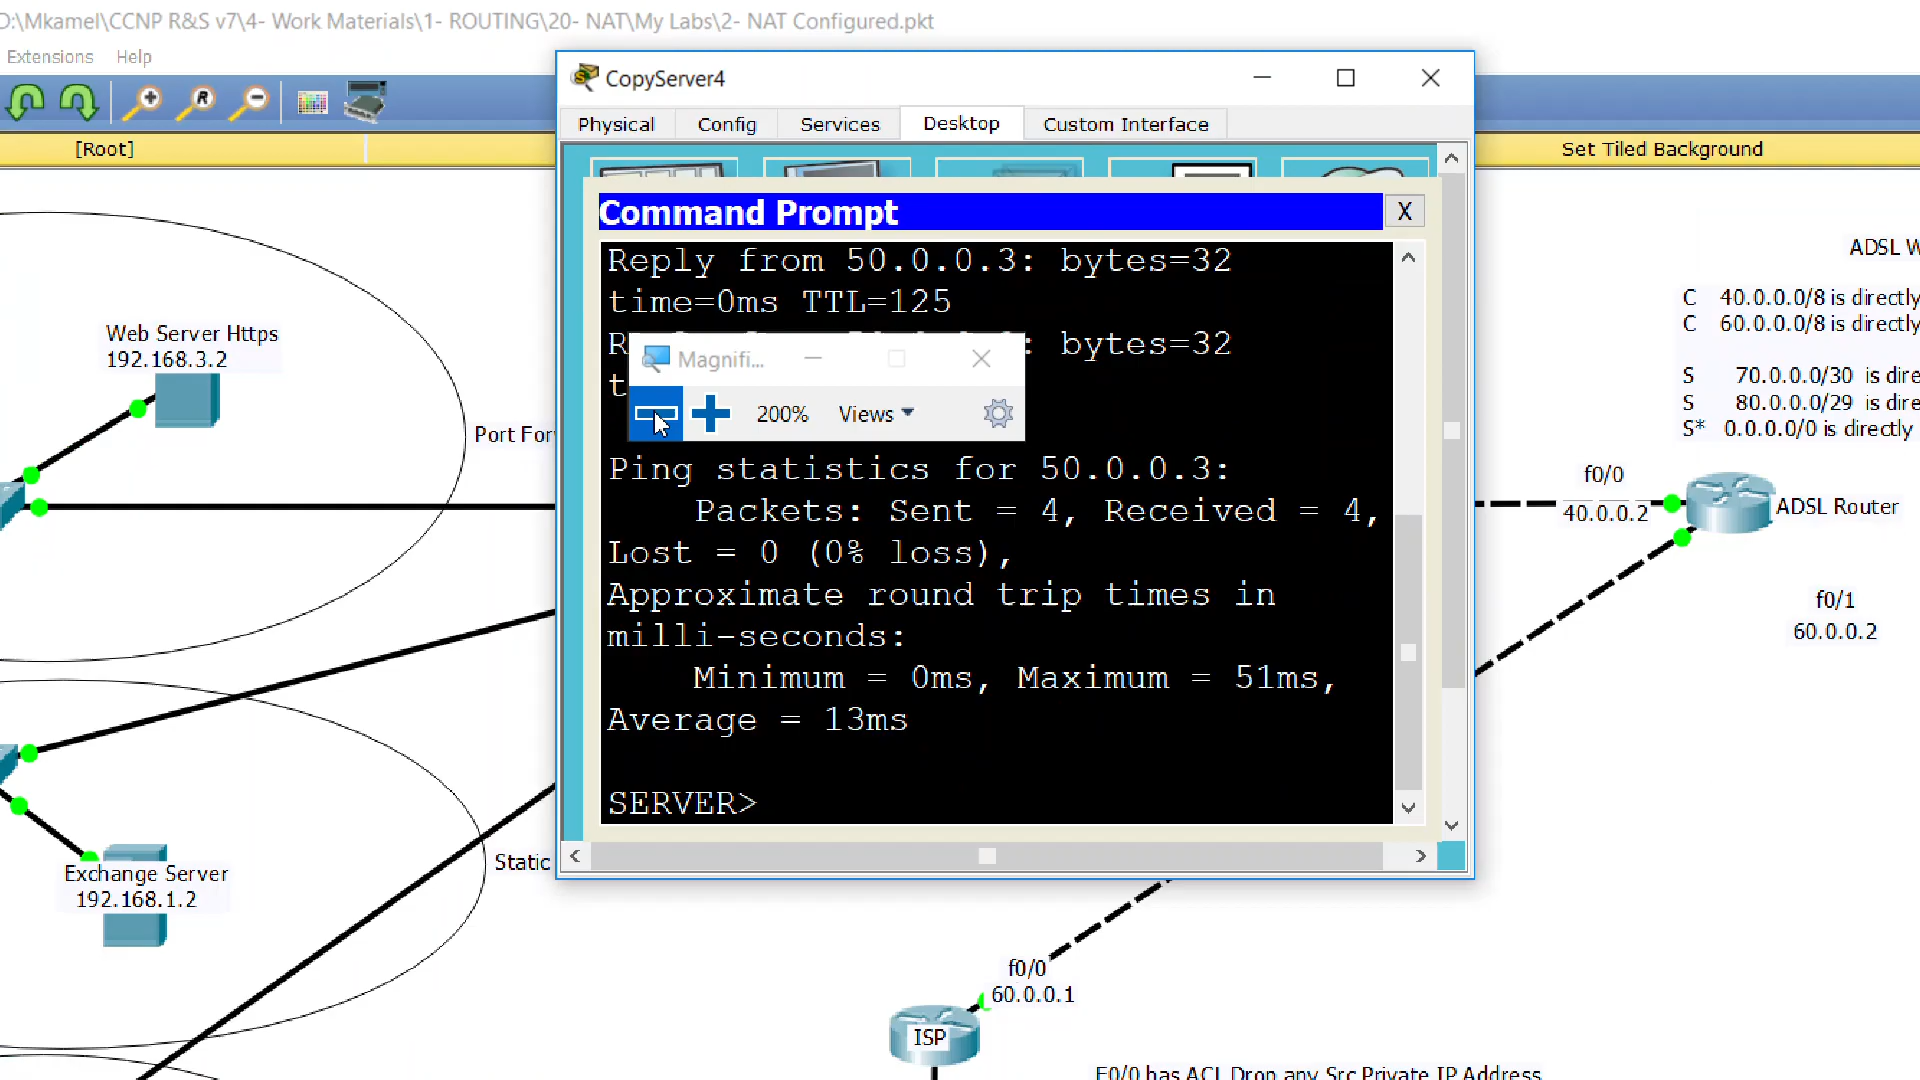 D:\Mkamel\CCNP R&S v7\4- Work Materials\1- ROUTING\20- NAT\My Labs\2- NAT Configured.pkt
Extensions Help
[Root]
Set Tiled Background
CopyServer4
Physical Config Services Desktop Custom Interface
Command Prompt X
Reply from 50.0.0.3: bytes=32
time=0ms TTL=125
: bytes=32
Magnifi...
200% Views
Ping statistics for 50.0.0.3:
Packets: Sent = 4, Received = 4,
Lost = 0 (0% loss),
Approximate round trip times in
milli-seconds:
Minimum = 0ms, Maximum = 51ms,
Average = 13ms
SERVER>
Web Server Https
192.168.3.2
Port For
Exchange Server
192.168.1.2
Static
ADSL W
C 40.0.0.0/8 is directly
C 60.0.0.0/8 is directly
S 70.0.0.0/30 is dire
S 80.0.0.0/29 is dire
S* 0.0.0.0/0 is directly
f0/0
40.0.0.2
ADSL Router
f0/1
60.0.0.2
f0/0
60.0.0.1
ISP
F0/0 has ACL Drop any Src Private IP Address